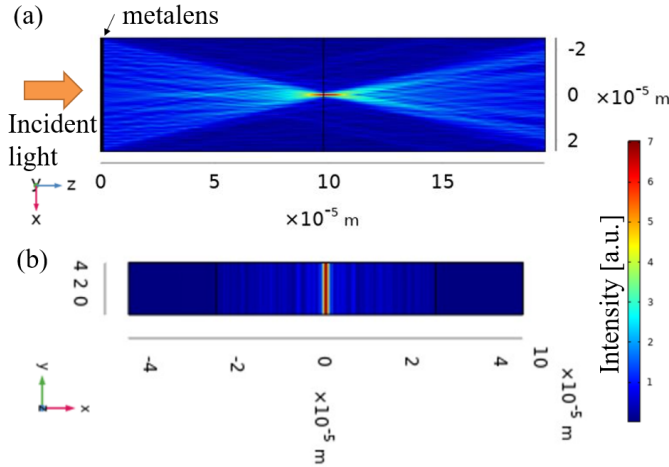 (a) metalens
-2
0
2
×10⁻⁵ m
Incident
light
y z
x
0 5 10 15
×10⁻⁵ m
7
6
5
4
3
2
1
Intensity [a.u.]
(b)
4 2 0
-4 -2 0 2 4 10
×10⁻⁵ m
×10⁻⁵ m
y
z x